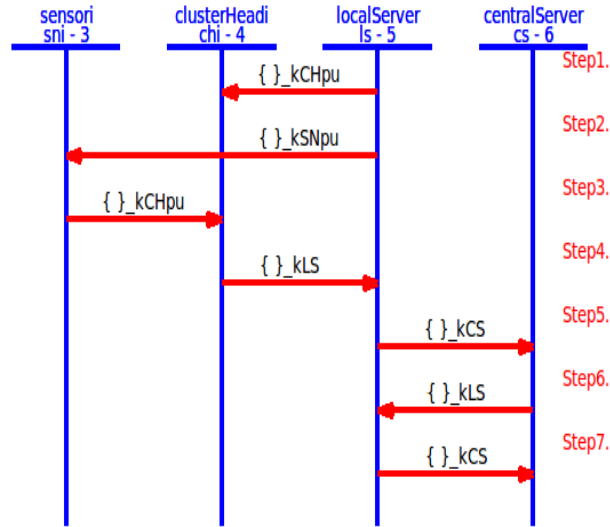 sensori clusterHeadi localServer centralServer
sni - 3 chi - 4 ls - 5 cs - 6
Step1.
{ }_kCHpu
Step2.
{ }_kSNpu
Step3.
{ }_kCHpu
Step4.
{ }_kLS
Step5.
{ }_kCS
Step6.
{ }_kLS
Step7.
{ }_kCS